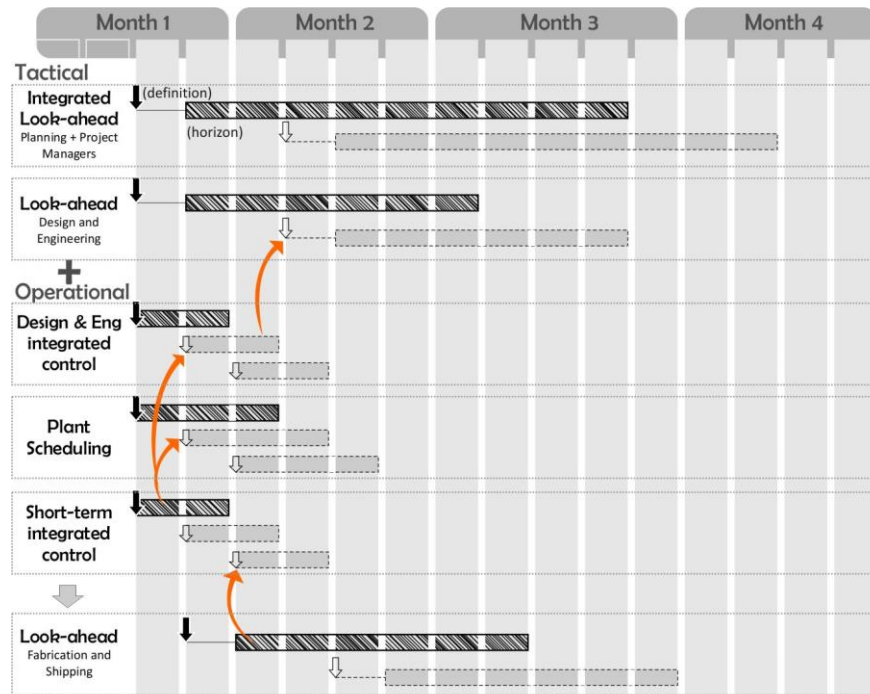 Month 1
Month 2
Month 3
Month 4
Tactical
Integrated
Look-ahead
Planning + Project
Managers
(definition)
(horizon)
Look-ahead
Design and
Engineering
+
Operational
Design & Eng
integrated
control
Plant
Scheduling
Short-term
integrated
control
Look-ahead
Fabrication and
Shipping